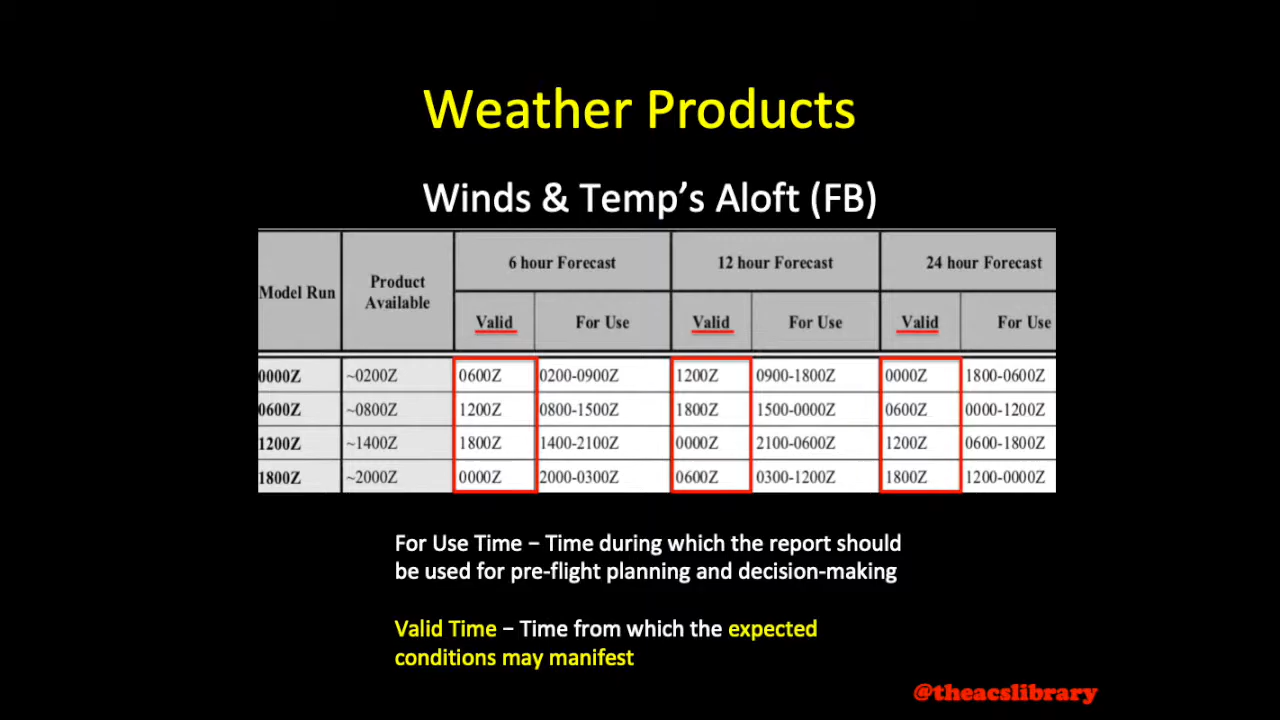 Weather Products
Winds & Temp’s Aloft (FB)
Model Run Product Available 6 hour Forecast 12 hour Forecast 24 hour Forecast
Valid For Use Valid For Use Valid For Use
0000Z ~0200Z 0600Z 0200-0900Z 1200Z 0900-1800Z 0000Z 1800-0600Z
0600Z ~0800Z 1200Z 0800-1500Z 1800Z 1500-0000Z 0600Z 0000-1200Z
1200Z ~1400Z 1800Z 1400-2100Z 0000Z 2100-0600Z 1200Z 0600-1800Z
1800Z ~2000Z 0000Z 2000-0300Z 0600Z 0300-1200Z 1800Z 1200-0000Z
For Use Time – Time during which the report should
be used for pre-flight planning and decision-making
Valid Time – Time from which the expected
conditions may manifest
@theacslibrary